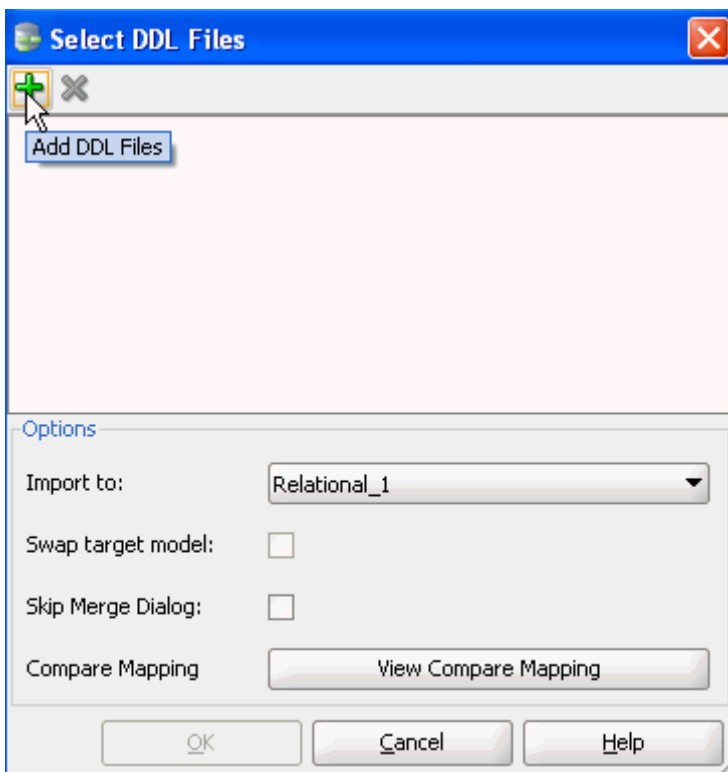 Select DDL Files
Add DDL Files
Options
Import to: Relational_1
Swap target model:
Skip Merge Dialog:
Compare Mapping View Compare Mapping
OK Cancel Help